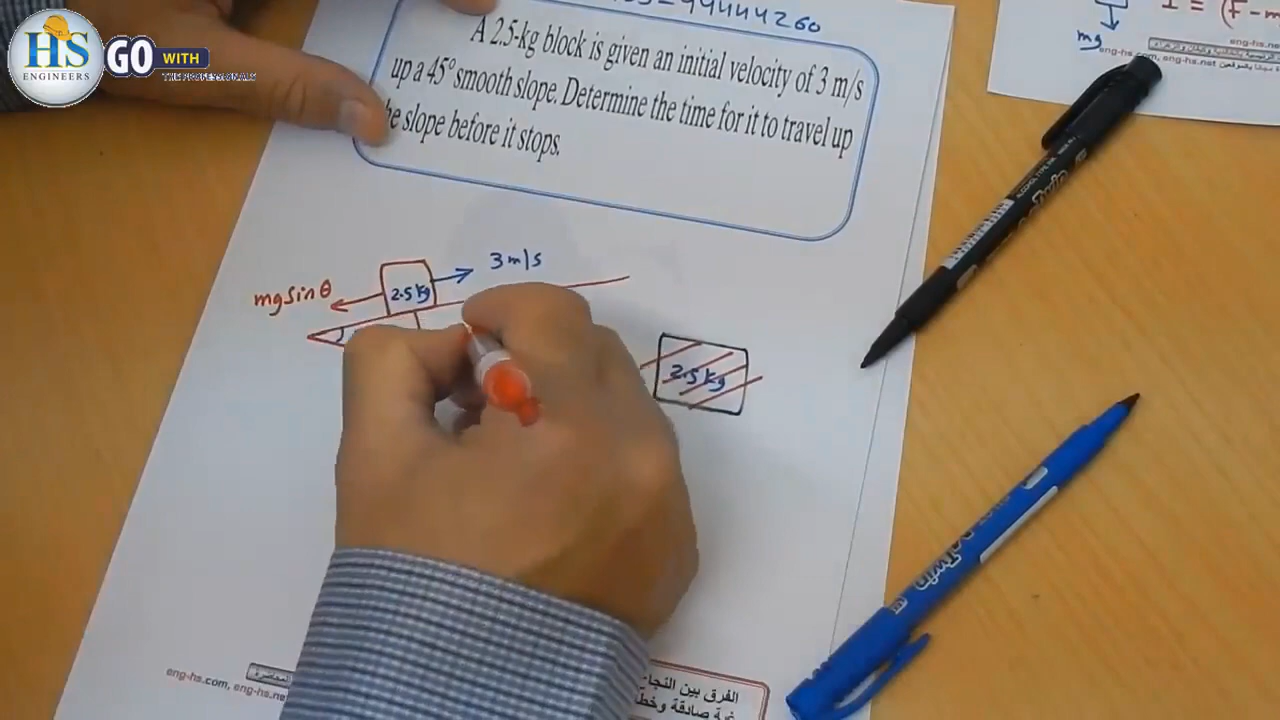 HS
ENGINEERS
GO WITH
THE PROFESSIONALS
94444260
A 2.5-kg block is given an initial velocity of 3 m/s
up a 45° smooth slope. Determine the time for it to travel up
he slope before it stops.
3 m/s
mg sin θ
2.5 kg
2.5 kg
mg
I = (F - m
eng-hs.com, eng-hs.net
eng-hs.com, eng-hs.ne
الفرق بين النجا